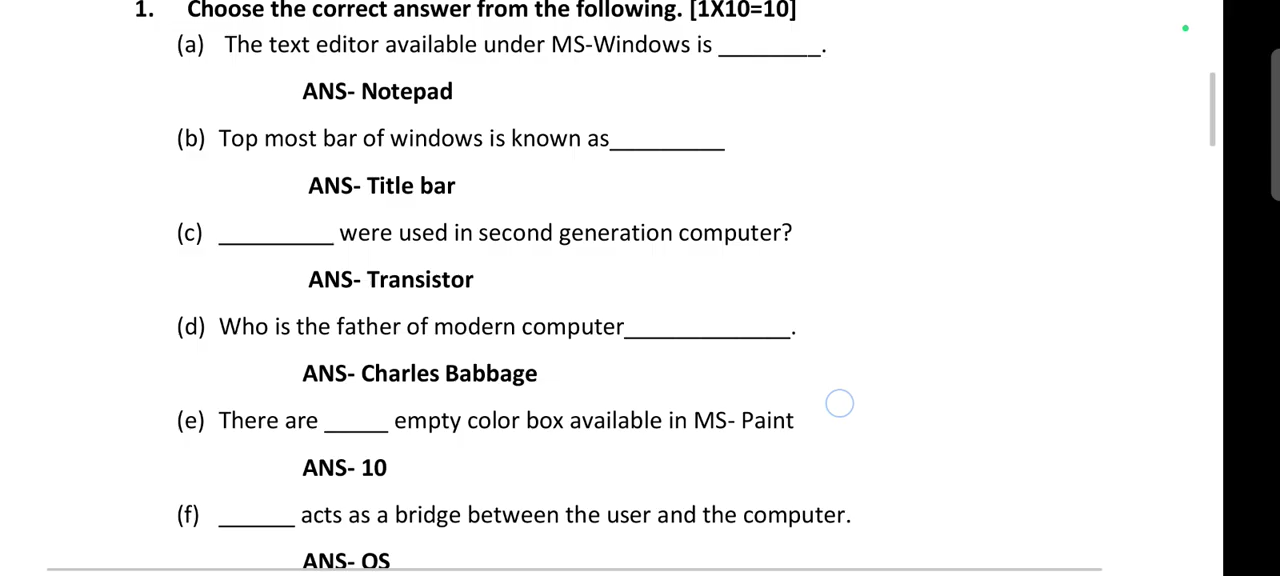 1. Choose the correct answer from the following. [1X10=10]
(a) The text editor available under MS-Windows is ________.
ANS- Notepad
(b) Top most bar of windows is known as_________
ANS- Title bar
(c) _________ were used in second generation computer?
ANS- Transistor
(d) Who is the father of modern computer_____________.
ANS- Charles Babbage
(e) There are _____ empty color box available in MS- Paint
ANS- 10
(f) ______ acts as a bridge between the user and the computer.
ANS- OS